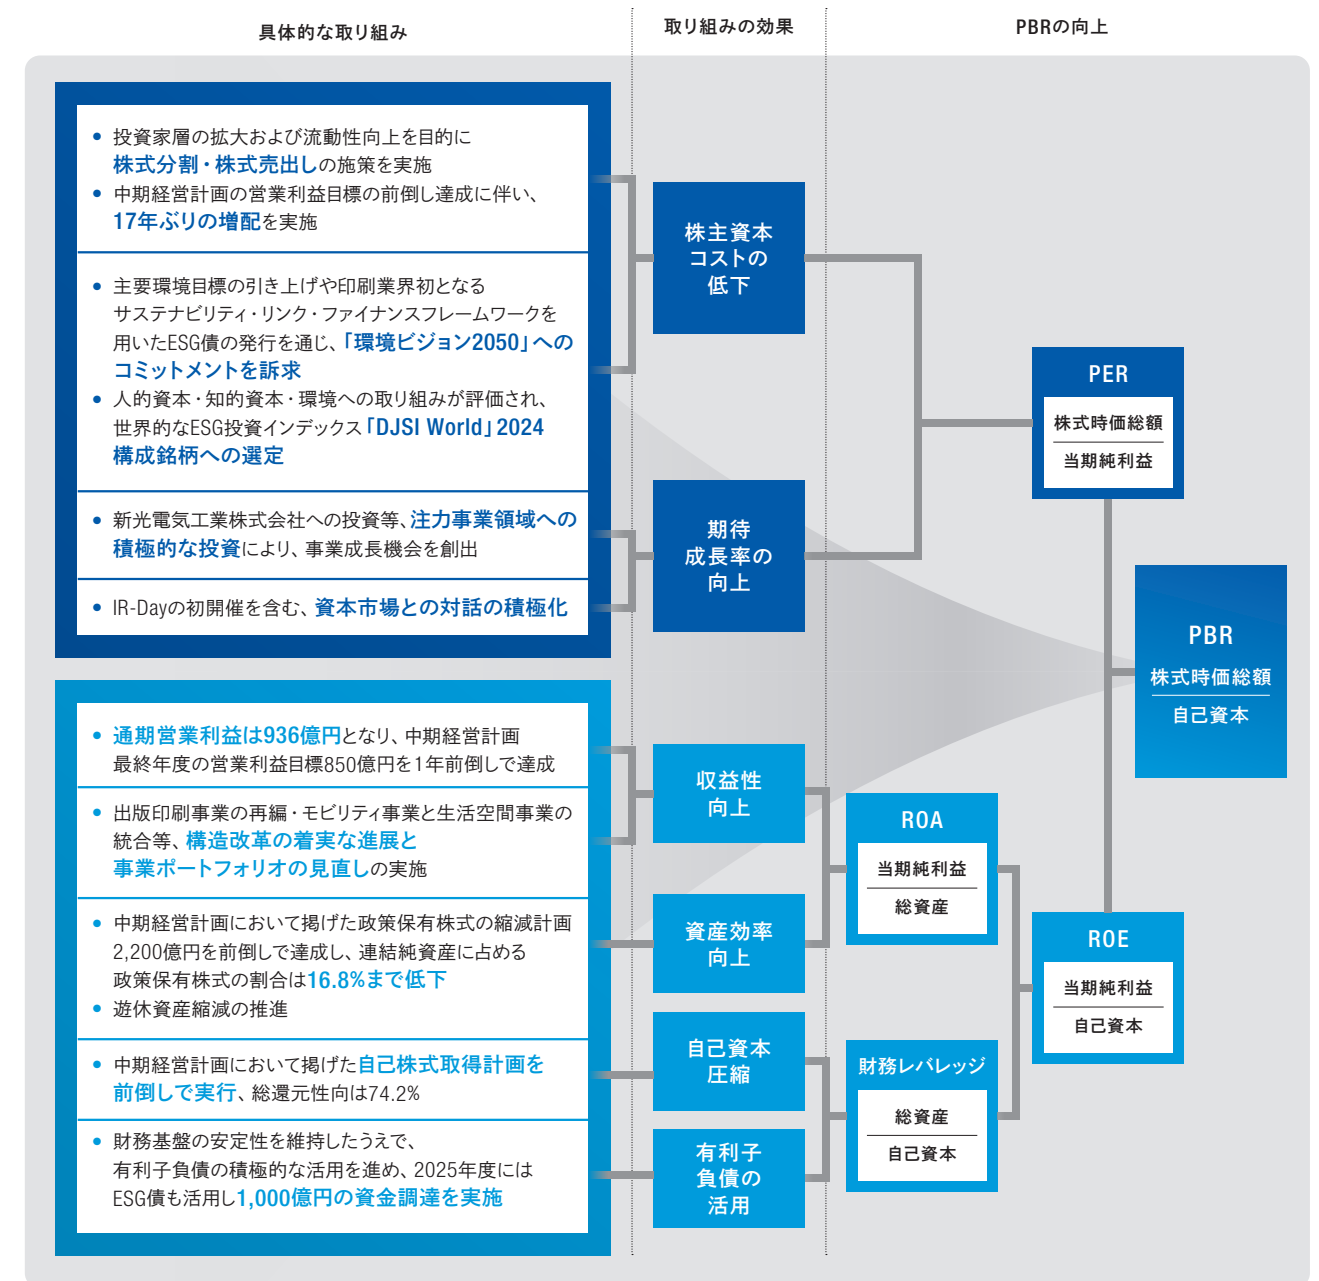 具体的な取り組み
取り組みの効果
PBRの向上
• 投資家層の拡大および流動性向上を目的に
株式分割・株式売出しの施策を実施
• 中期経営計画の営業利益目標の前倒し達成に伴い、
17年ぶりの増配を実施
• 主要環境目標の引き上げや印刷業界初となる
サステナビリティ・リンク・ファイナンスフレームワークを
用いたESG債の発行を通じ、「環境ビジョン2050」への
コミットメントを訴求
• 人的資本・知的資本・環境への取り組みが評価され、
世界的なESG投資インデックス「DJSI World」2024
構成銘柄への選定
• 新光電気工業株式会社への投資等、注力事業領域への
積極的な投資により、事業成長機会を創出
• IR-Dayの初開催を含む、資本市場との対話の積極化
株主資本
コストの
低下
期待
成長率の
向上
PER
株式時価総額
当期純利益
PBR
株式時価総額
自己資本
• 通期営業利益は936億円となり、中期経営計画
最終年度の営業利益目標850億円を1年前倒しで達成
• 出版印刷事業の再編・モビリティ事業と生活空間事業の
統合等、構造改革の着実な進展と
事業ポートフォリオの見直しの実施
• 中期経営計画において掲げた政策保有株式の縮減計画
2,200億円を前倒しで達成し、連結純資産に占める
政策保有株式の割合は16.8%まで低下
• 遊休資産縮減の推進
• 中期経営計画において掲げた自己株式取得計画を
前倒しで実行、総還元性向は74.2%
• 財務基盤の安定性を維持したうえで、
有利子負債の積極的な活用を進め、2025年度には
ESG債も活用し1,000億円の資金調達を実施
収益性
向上
資産効率
向上
自己資本
圧縮
有利子
負債の
活用
ROA
当期純利益
総資産
財務レバレッジ
総資産
自己資本
ROE
当期純利益
自己資本